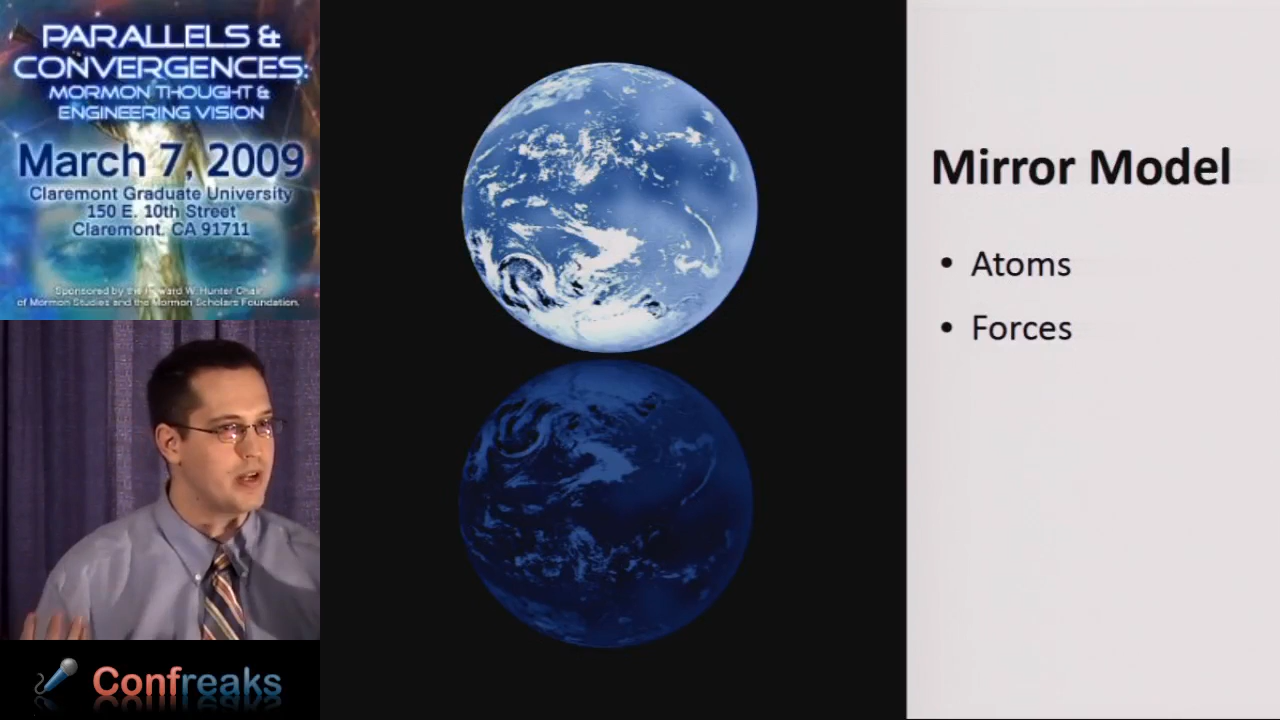 PARALLELS &
CONVERGENCES:
MORMON THOUGHT &
ENGINEERING VISION
March 7, 2009
Claremont Graduate University
150 E. 10th Street
Claremont, CA 91711
Sponsored by the Howard W. Hunter Chair
of Mormon Studies and the Mormon Scholars Foundation.
Confreaks
Mirror Model
• Atoms
• Forces